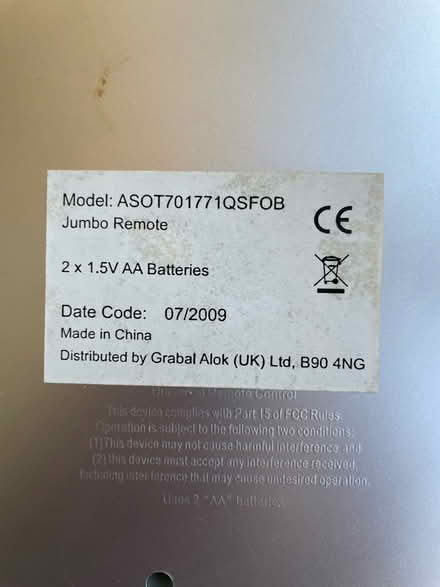 Model: ASOT701771QSFOB
Jumbo Remote
CE
2 x 1.5V AA Batteries
Date Code: 07/2009
Made in China
Distributed by Grabal Alok (UK) Ltd, B90 4NG
Universal Remote Control
This device complies with Part 15 of FCC Rules.
Operation is subject to the following two conditions:
(1)This device may not cause harmful interference and
(2)this device must accept any interference received,
including interference that may cause undesired operation.
Uses 2 "AA" batteries.